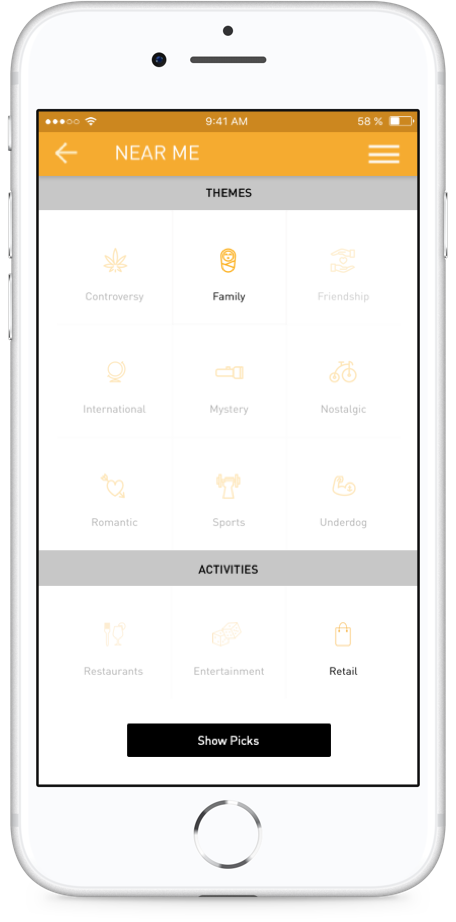 9:41 AM 58 %
NEAR ME
THEMES
Controversy Family Friendship
International Mystery Nostalgic
Romantic Sports Underdog
ACTIVITIES
Restaurants Entertainment Retail
Show Picks